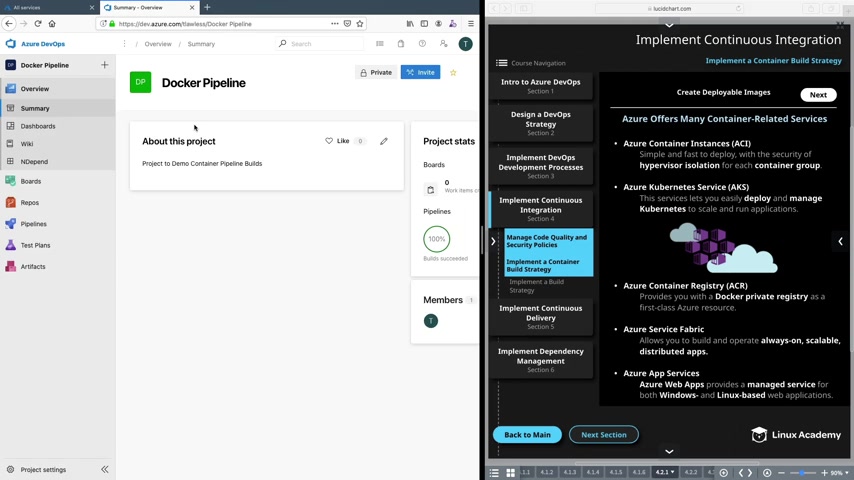 All services
Summary - Overview
https://dev.azure.com/flawless/Docker Pipeline
Azure DevOps
Overview / Summary
Search
T
DP Docker Pipeline
Overview
Summary
Dashboards
Wiki
NDepend
Boards
Repos
Pipelines
Test Plans
Artifacts
Project settings
DP
Docker Pipeline
Private
Invite
About this project
Like 0
Project to Demo Container Pipeline Builds
Project stats
Boards
0
Work items
Pipelines
100%
Builds succeeded
Members 1
T
lucidchart.com
Implement Continuous Integration
Course Navigation
Implement a Container Build Strategy
Intro to Azure DevOps
Section 1
Design a DevOps
Strategy
Section 2
Implement DevOps
Development Processes
Section 3
Implement Continuous
Integration
Section 4
Manage Code Quality and
Security Policies
Implement a Container
Build Strategy
Implement a Build
Strategy
Implement Continuous
Delivery
Section 5
Implement Dependency
Management
Section 6
Create Deployable Images
Next
Azure Offers Many Container-Related Services
• Azure Container Instances (ACI)
Simple and fast to deploy, with the security of
hypervisor isolation for each container group.
• Azure Kubernetes Service (AKS)
This service lets you easily deploy and manage
Kubernetes to scale and run applications.
• Azure Container Registry (ACR)
Provides you with a Docker private registry as a
first-class Azure resource.
• Azure Service Fabric
Allows you to build and operate always-on, scalable,
distributed apps.
• Azure App Services
Azure Web Apps provides a managed service for
both Windows- and Linux-based web applications.
Back to Main
Next Section
Linux Academy
4.1.2 4.1.3 4.1.4 4.1.5 4.1.6 4.2.1 4.2.2
90%